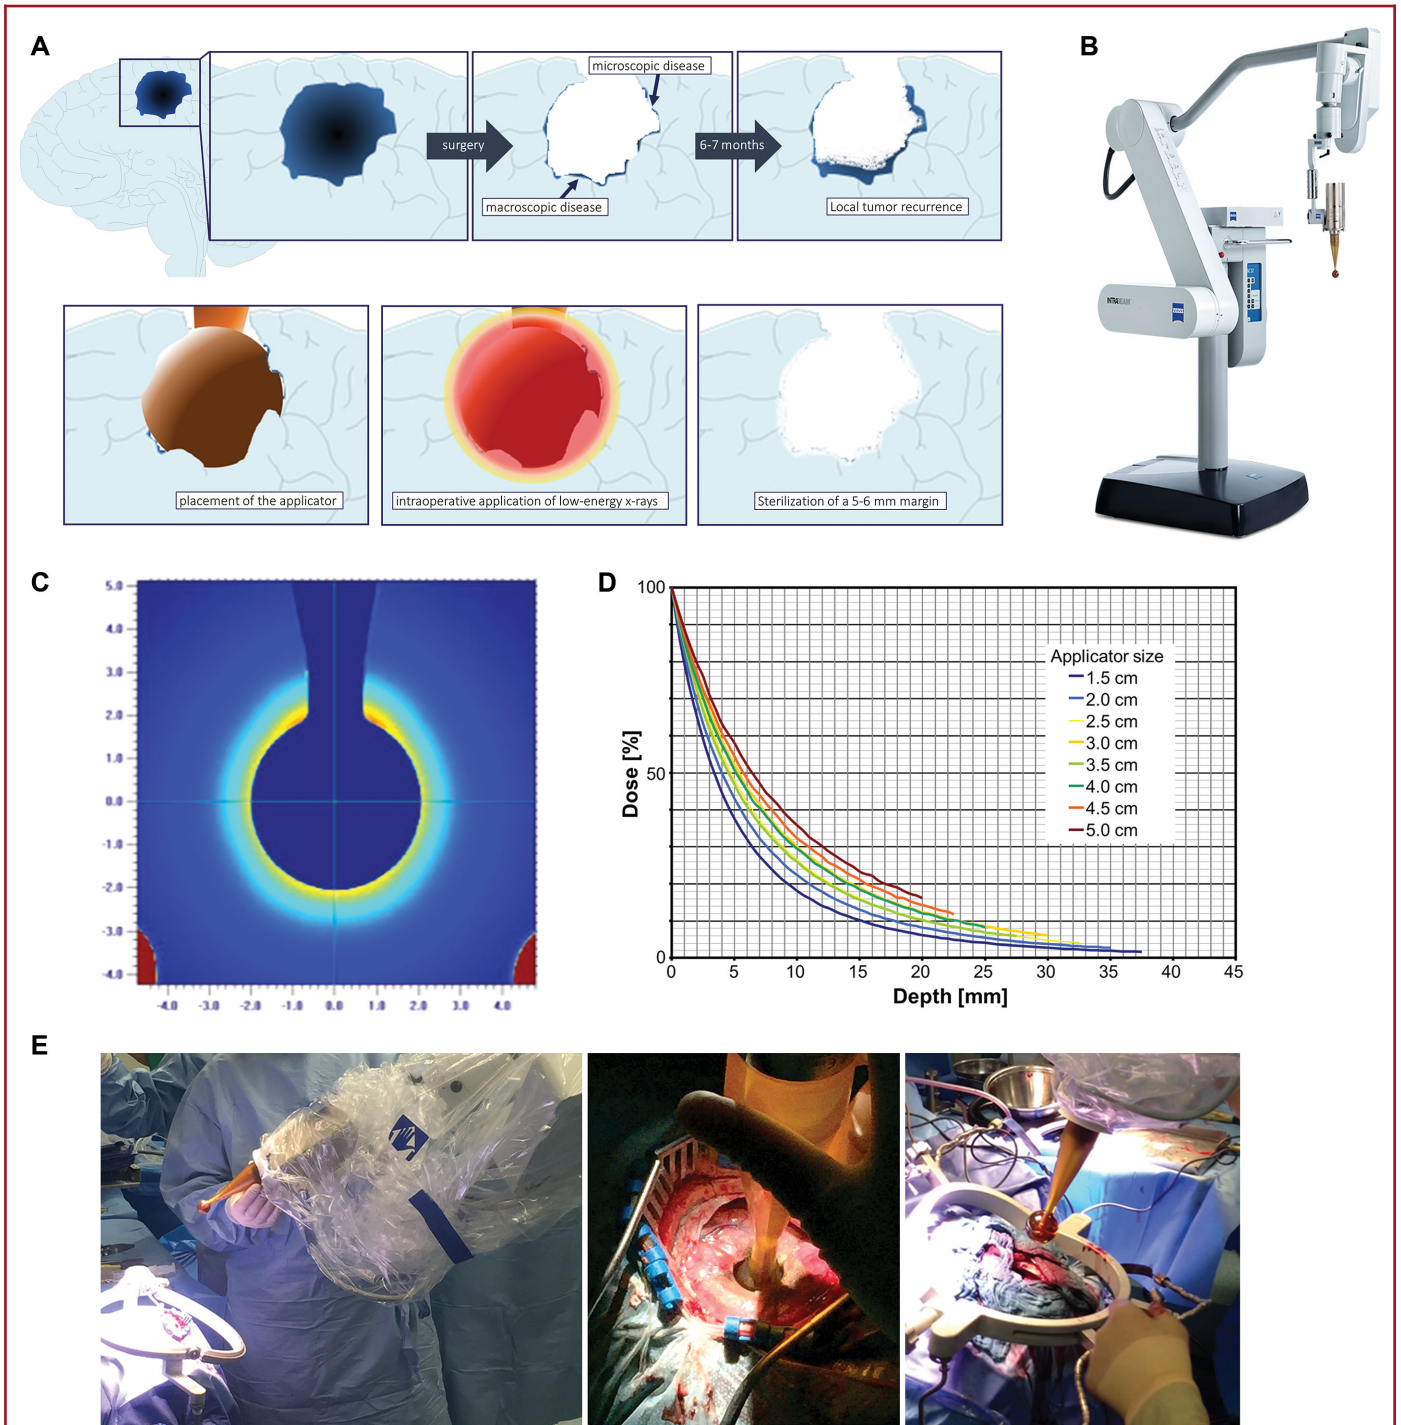 A
microscopic disease
surgery
6-7 months
macroscopic disease
Local tumor recurrence
placement of the applicator
intraoperative application of low-energy x-rays
Sterilization of a 5-6 mm margin
B
INTRABEAM
ZEISS
C
5.0
4.0
3.0
2.0
1.0
0.0
-1.0
-2.0
-3.0
-4.0
-4.0 -3.0 -2.0 -1.0 0.0 1.0 2.0 3.0 4.0
D
100
50
0
Dose [%]
Applicator size
1.5 cm
2.0 cm
2.5 cm
3.0 cm
3.5 cm
4.0 cm
4.5 cm
5.0 cm
0 5 10 15 20 25 30 35 40 45
Depth [mm]
E